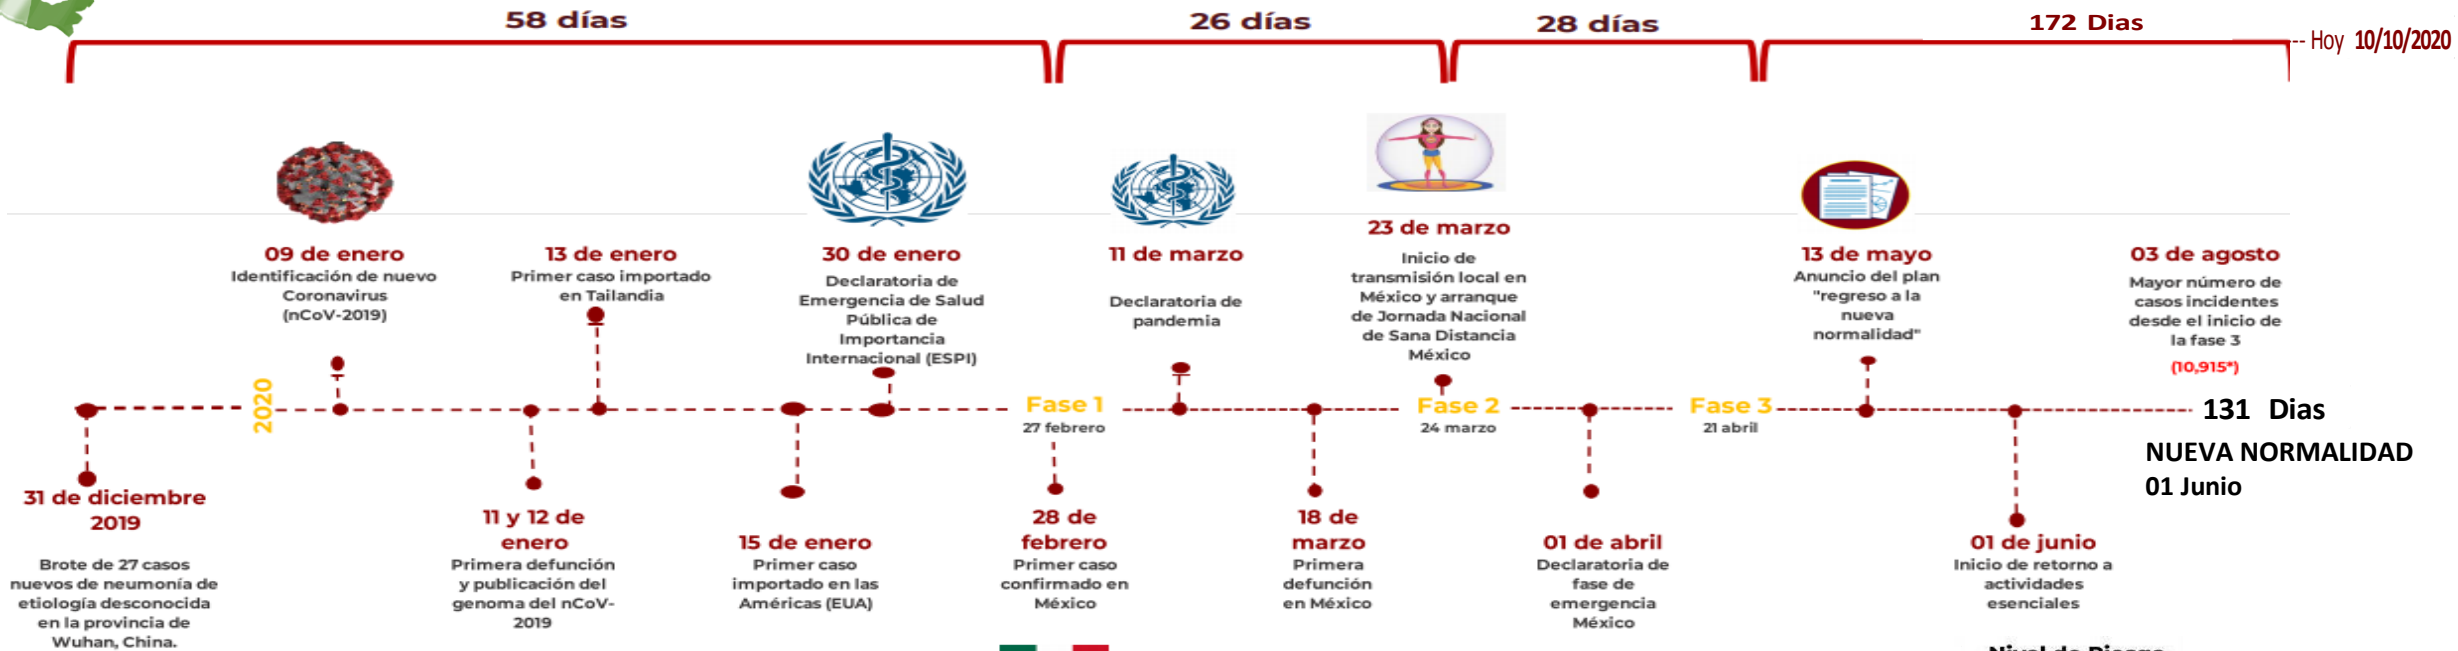 58 días
26 días
28 días
172 Dias
-- Hoy 10/10/2020
09 de enero
Identificación de nuevo
Coronavirus
(nCoV-2019)
13 de enero
Primer caso importado
en Tailandia
30 de enero
Declaratoria de
Emergencia de Salud
Pública de
Importancia
Internacional (ESPI)
11 de marzo
Declaratoria de
pandemia
23 de marzo
Inicio de
transmisión local en
México y arranque
de Jornada Nacional
de Sana Distancia
México
13 de mayo
Anuncio del plan
"regreso a la
nueva
normalidad"
03 de agosto
Mayor número de
casos incidentes
desde el inicio de
la fase 3
(10,915*)
2020
Fase 1
27 febrero
Fase 2
24 marzo
Fase 3
21 abril
131 Dias
NUEVA NORMALIDAD
01 Junio
31 de diciembre
2019
Brote de 27 casos
nuevos de neumonía de
etiología desconocida
en la provincia de
Wuhan, China.
11 y 12 de
enero
Primera defunción
y publicación del
genoma del nCoV-
2019
15 de enero
Primer caso
importado en las
Américas (EUA)
28 de
febrero
Primer caso
confirmado en
México
18 de
marzo
Primera
defunción
en México
01 de abril
Declaratoria de
fase de
emergencia
México
01 de junio
Inicio de retorno a
actividades
esenciales
Nivel de Riesgo